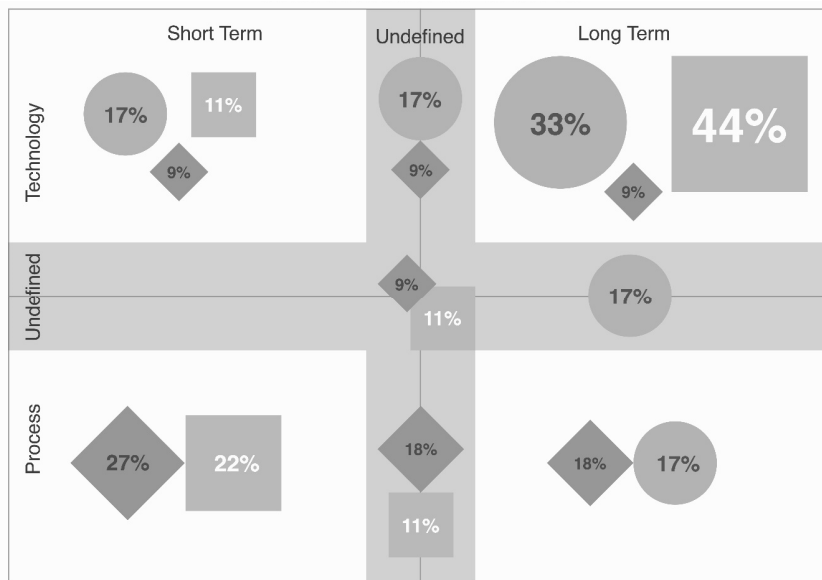 Short Term
Undefined
Long Term
Technology
17%
11%
9%
17%
9%
33%
44%
9%
Undefined
9%
11%
17%
Process
27%
22%
18%
11%
18%
17%